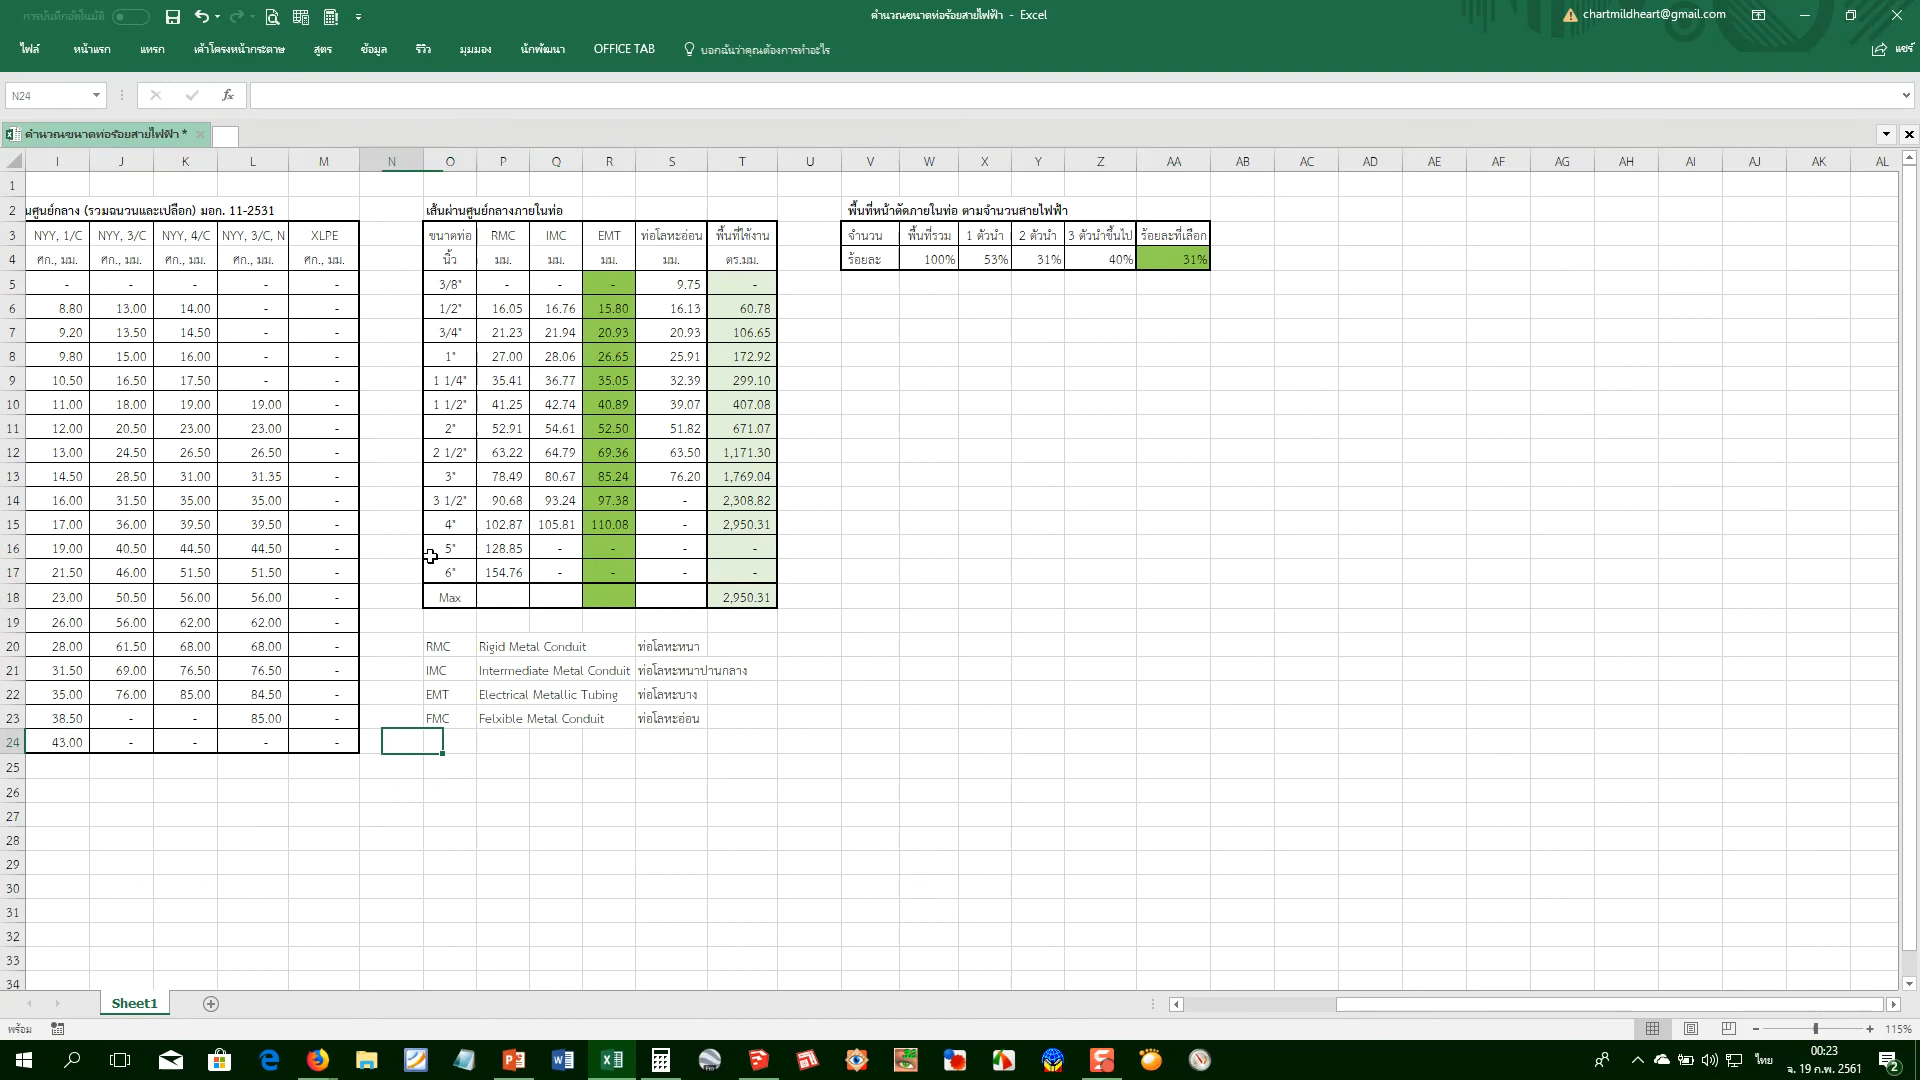 การบันทึกอัตโนมัติ
คำนวณขนาดท่อร้อยสายไฟฟ้า - Excel
chartmildheart@gmail.com
ไฟล์ หน้าแรก แทรก เค้าโครงหน้ากระดาษ สูตร ข้อมูล รีวิว มุมมอง นักพัฒนา OFFICE TAB บอกฉันว่าคุณต้องการทำอะไร แชร์
N24 fx
คำนวณขนาดท่อร้อยสายไฟฟ้า *
I J K L M N O P Q R S T U V W X Y Z AA AB AC AD AE AF AG AH AI AJ AK AL
1
2 นศูนย์กลาง (รวมฉนวนและเปลือก) มอก. 11-2531 เส้นผ่านศูนย์กลางภายในท่อ พื้นที่หน้าตัดภายในท่อ ตามจำนวนสายไฟฟ้า
3 NYY, 1/C NYY, 3/C NYY, 4/C NYY, 3/C, N XLPE ขนาดท่อ RMC IMC EMT ท่อโลหะอ่อน พื้นที่ใช้งาน จำนวน พื้นที่รวม 1 ตัวนำ 2 ตัวนำ 3 ตัวนำขึ้นไป ร้อยละที่เลือก
4 ศก., มม. ศก., มม. ศก., มม. ศก., มม. ศก., มม. นิ้ว มม. มม. มม. มม. ตร.มม. ร้อยละ 100% 53% 31% 40% 31%
5 - - - - - 3/8" - - - 9.75 -
6 8.80 13.00 14.00 - - 1/2" 16.05 16.76 15.80 16.13 60.78
7 9.20 13.50 14.50 - - 3/4" 21.23 21.94 20.93 20.93 106.65
8 9.80 15.00 16.00 - - 1" 27.00 28.06 26.65 25.91 172.92
9 10.50 16.50 17.50 - - 1 1/4" 35.41 36.77 35.05 32.39 299.10
10 11.00 18.00 19.00 19.00 - 1 1/2" 41.25 42.74 40.89 39.07 407.08
11 12.00 20.50 23.00 23.00 - 2" 52.91 54.61 52.50 51.82 671.07
12 13.00 24.50 26.50 26.50 - 2 1/2" 63.22 64.79 69.36 63.50 1,171.30
13 14.50 28.50 31.00 31.35 - 3" 78.49 80.67 85.24 76.20 1,769.04
14 16.00 31.50 35.00 35.00 - 3 1/2" 90.68 93.24 97.38 - 2,308.82
15 17.00 36.00 39.50 39.50 - 4" 102.87 105.81 110.08 - 2,950.31
16 19.00 40.50 44.50 44.50 - 5" 128.85 - - - -
17 21.50 46.00 51.50 51.50 - 6" 154.76 - - - -
18 23.00 50.50 56.00 56.00 - Max 2,950.31
19 26.00 56.00 62.00 62.00 -
20 28.00 61.50 68.00 68.00 - RMC Rigid Metal Conduit ท่อโลหะหนา
21 31.50 69.00 76.50 76.50 - IMC Intermediate Metal Conduit ท่อโลหะหนาปานกลาง
22 35.00 76.00 85.00 84.50 - EMT Electrical Metallic Tubing ท่อโลหะบาง
23 38.50 - - 85.00 - FMC Felxible Metal Conduit ท่อโลหะอ่อน
24 43.00 - - - -
25
26
27
28
29
30
31
32
33
34
Sheet1
พร้อม 115%
ไทย 00:23
จ. 19 ก.พ. 2561
2